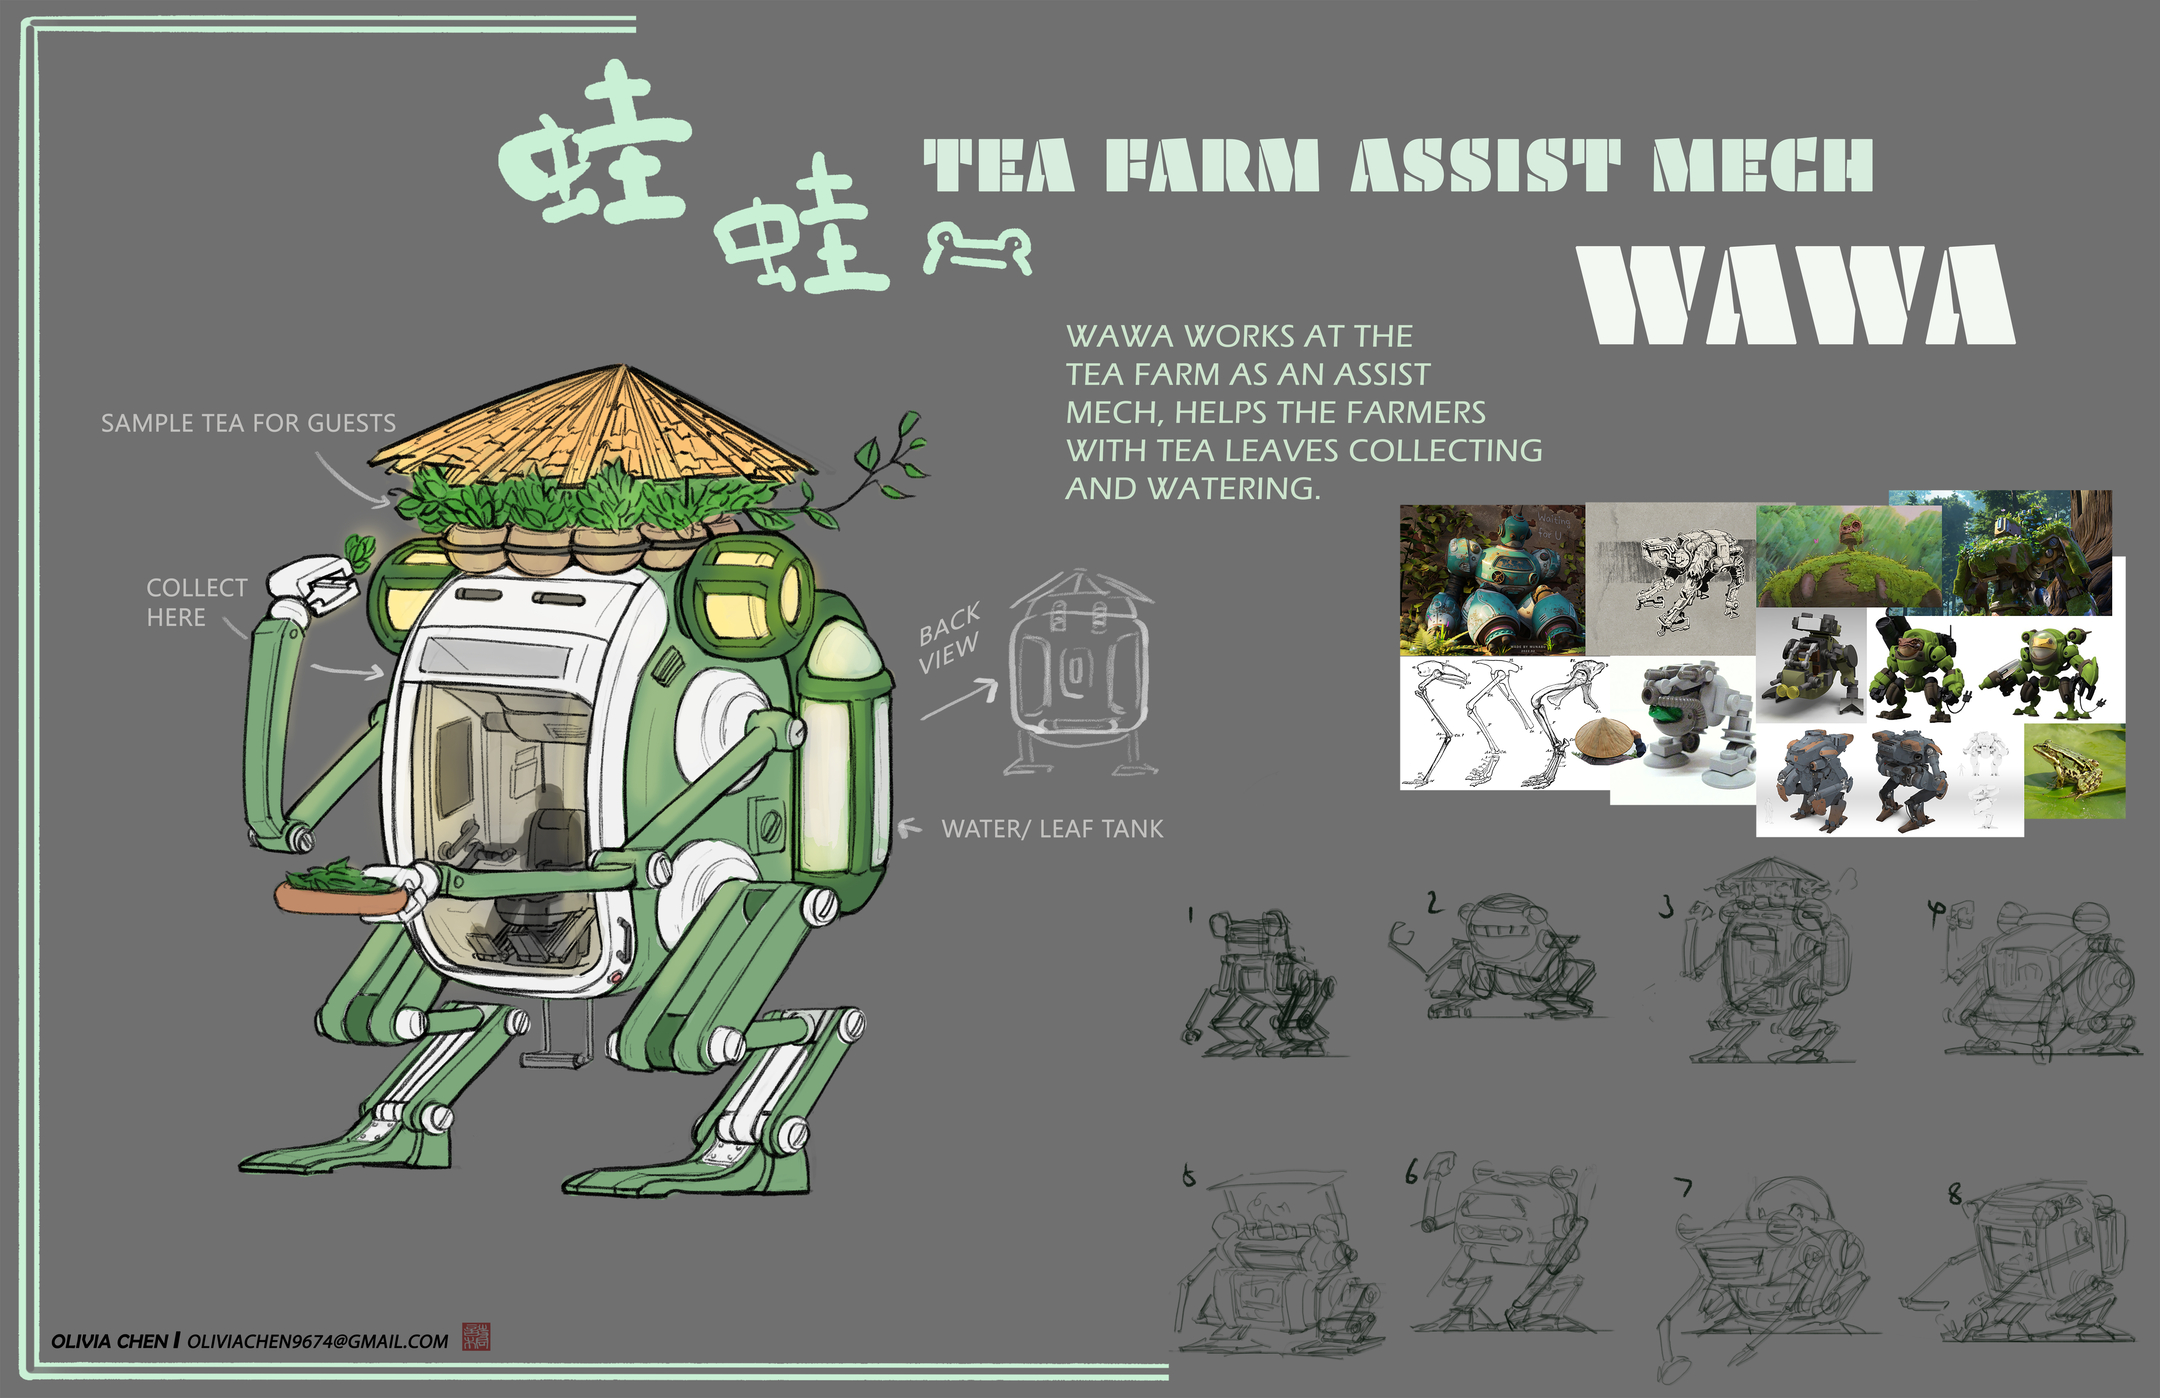 蛙蛙
TEA FARM ASSIST MECH
WAWA
WAWA WORKS AT THE
TEA FARM AS AN ASSIST
MECH, HELPS THE FARMERS
WITH TEA LEAVES COLLECTING
AND WATERING.
SAMPLE TEA FOR GUESTS
COLLECT
HERE
BACK
VIEW
WATER/ LEAF TANK
Waiting
for U
1
2
3
4
5
6
7
8
OLIVIA CHEN | OLIVIACHEN9674@GMAIL.COM